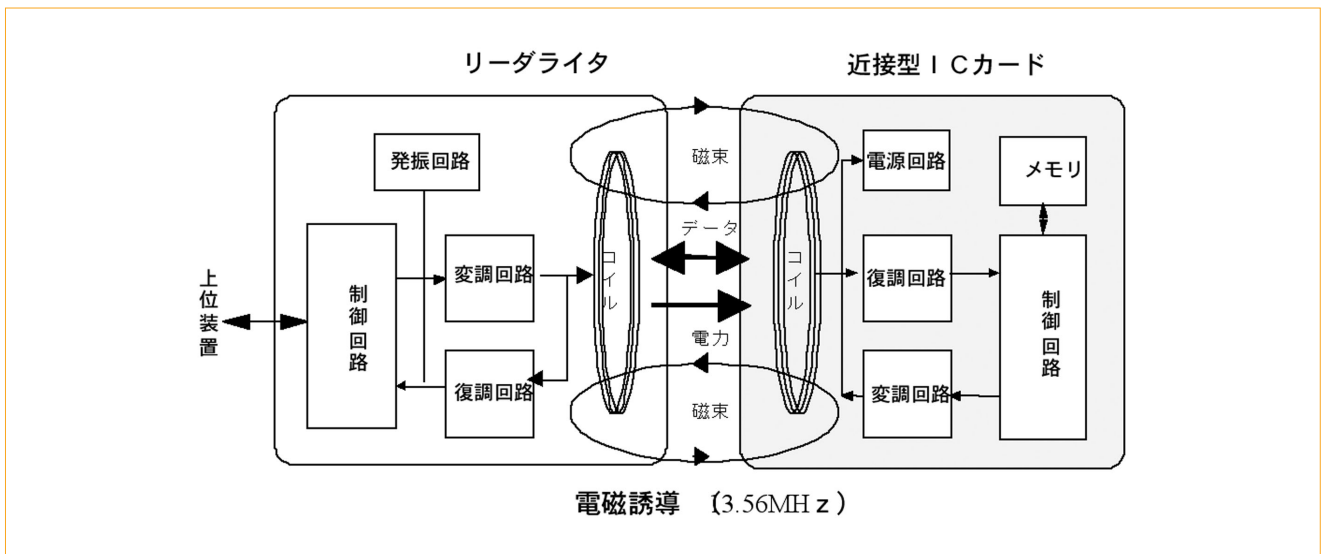 リーダライタ
近接型ＩＣカード
発振回路
磁束
電源回路
メモリ
データ
上位装置
制御回路
変調回路
コイル
コイル
復調回路
制御回路
電力
復調回路
変調回路
磁束
電磁誘導 (3.56MHｚ)